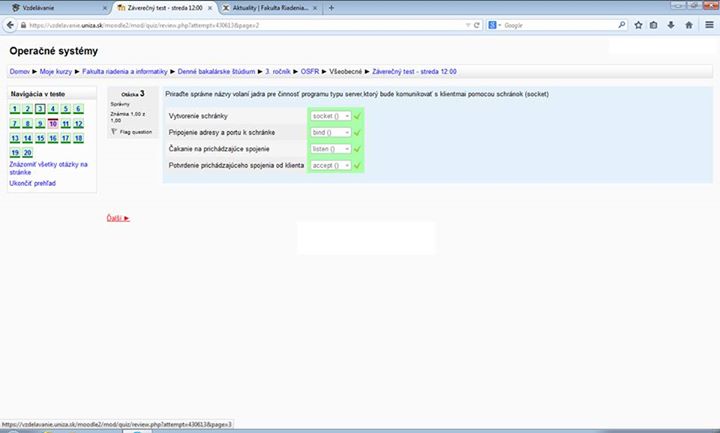 Vzdelávanie
Záverečný test - streda 12:00
Aktuality | Fakulta Riadenia...
https://vzdelavanie.uniza.sk/moodle2/mod/quiz/review.php?attempt=430613&page=2
Google
Operačné systémy
Domov ► Moje kurzy ► Fakulta riadenia a informatiky ► Denné bakalárske štúdium ► 3. ročník ► OSFR ► Všeobecné ► Záverečný test - streda 12:00
Navigácia v teste
1 2 3 4 5 6
7 8 9 10 11 12
13 14 15 16 17 18
19 20
Znázorniť všetky otázky na stránke
Ukončiť prehľad
Otázka 3
Správny
Známka 1,00 z 1,00
Flag question
Priraďte správne názvy volaní jadra pre činnosť programu typu server,ktorý bude komunikovať s klientmai pomocou schránok (socket)
Vytvorenie schránky socket ()
Pripojenie adresy a portu k schránke bind ()
Čakanie na prichádzajúce spojenie listen ()
Potvrdenie prichádzajúceho spojenia od klienta accept ()
Ďalší ►
https://vzdelavanie.uniza.sk/moodle2/mod/quiz/review.php?attempt=430613&page=3